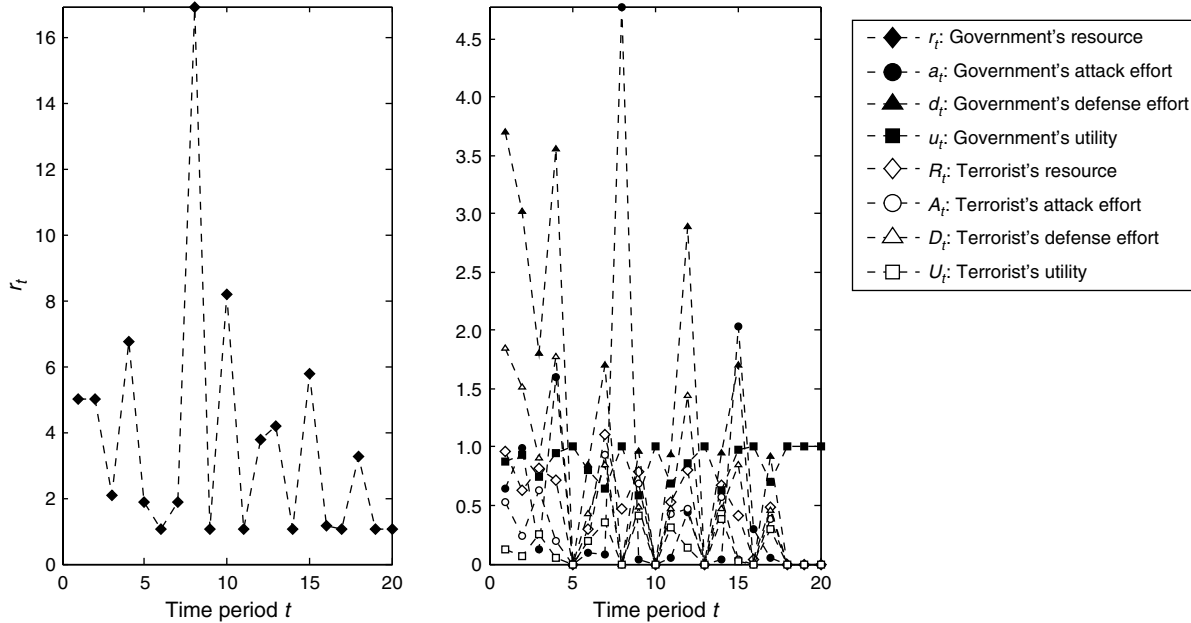 16
14
12
10
8
6
4
2
0
r_t
0 5 10 15 20
Time period t
4.5
4.0
3.5
3.0
2.5
2.0
1.5
1.0
0.5
0
0 5 10 15 20
Time period t
r_t: Government's resource
a_t: Government's attack effort
d_t: Government's defense effort
u_t: Government's utility
R_t: Terrorist's resource
A_t: Terrorist's attack effort
D_t: Terrorist's defense effort
U_t: Terrorist's utility